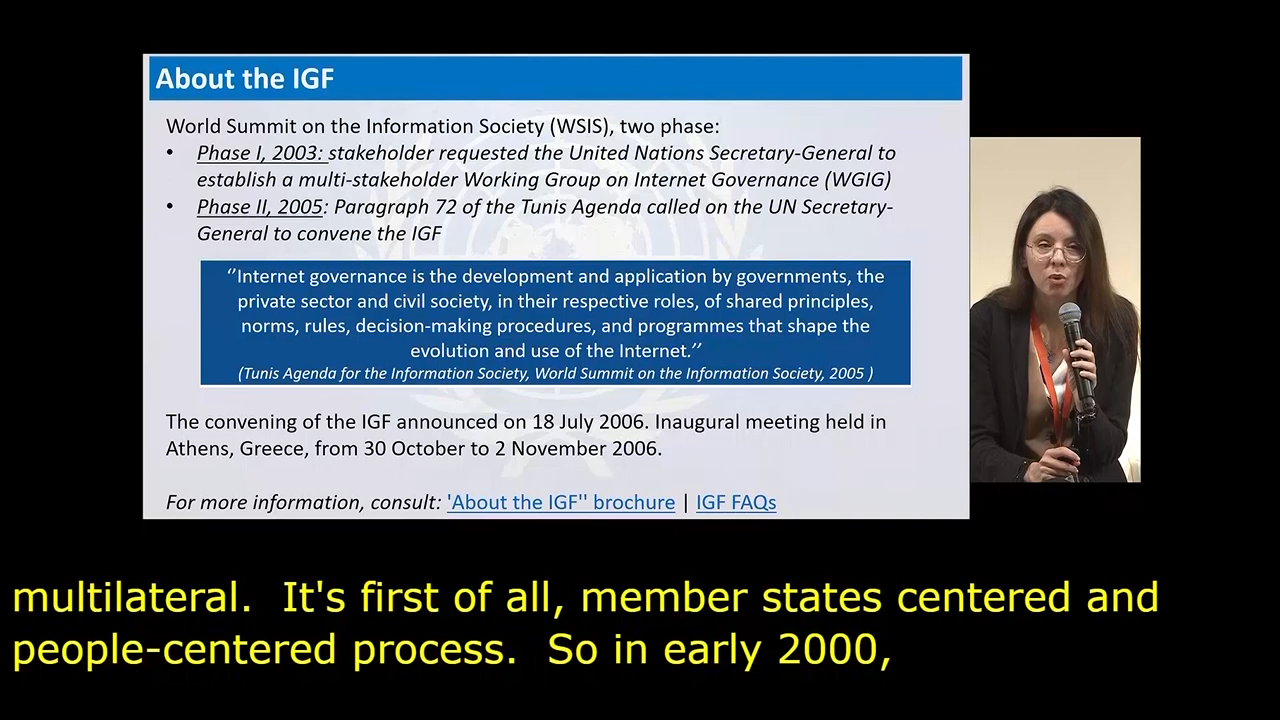 About the IGF
World Summit on the Information Society (WSIS), two phase:
• Phase I, 2003: stakeholder requested the United Nations Secretary-General to
establish a multi-stakeholder Working Group on Internet Governance (WGIG)
• Phase II, 2005: Paragraph 72 of the Tunis Agenda called on the UN Secretary-
General to convene the IGF
‘’Internet governance is the development and application by governments, the
private sector and civil society, in their respective roles, of shared principles,
norms, rules, decision-making procedures, and programmes that shape the
evolution and use of the Internet.’’
(Tunis Agenda for the Information Society, World Summit on the Information Society, 2005 )
The convening of the IGF announced on 18 July 2006. Inaugural meeting held in
Athens, Greece, from 30 October to 2 November 2006.
For more information, consult: 'About the IGF'' brochure | IGF FAQs
multilateral.  It's first of all, member states centered and
people-centered process.  So in early 2000,